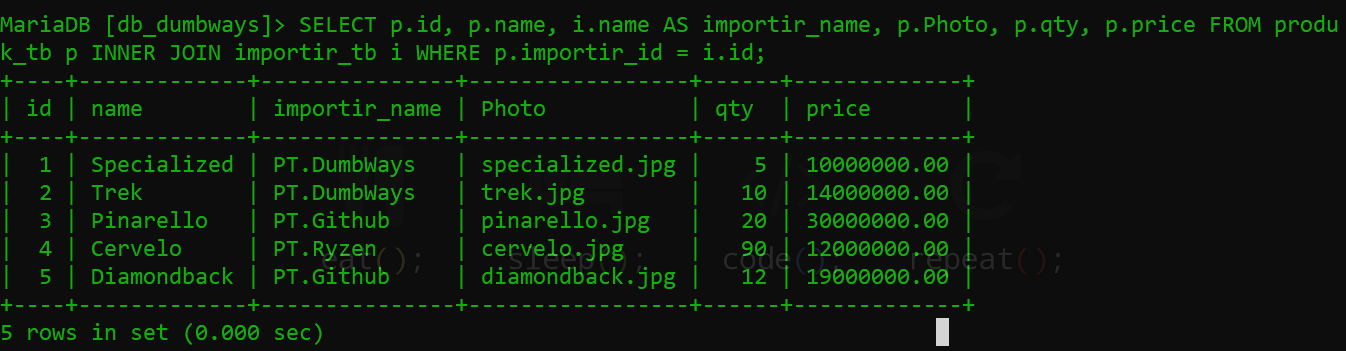 MariaDB [db_dumbways]> SELECT p.id, p.name, i.name AS importir_name, p.Photo, p.qty, p.price FROM produ
k_tb p INNER JOIN importir_tb i WHERE p.importir_id = i.id;
+----+-------------+---------------+-----------------+------+-------------+
| id | name        | importir_name | Photo           | qty  | price       |
+----+-------------+---------------+-----------------+------+-------------+
|  1 | Specialized | PT.DumbWays   | specialized.jpg |    5 | 10000000.00 |
|  2 | Trek        | PT.DumbWays   | trek.jpg        |   10 | 14000000.00 |
|  3 | Pinarello   | PT.Github     | pinarello.jpg   |   20 | 30000000.00 |
|  4 | Cervelo     | PT.Ryzen      | cervelo.jpg     |   90 | 12000000.00 |
eat(); sleep(); code(); repeat();
|  5 | Diamondback | PT.Github     | diamondback.jpg |   12 | 19000000.00 |
+----+-------------+---------------+-----------------+------+-------------+
5 rows in set (0.000 sec)